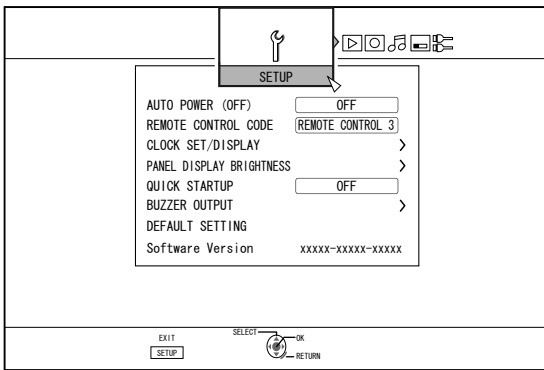 SETUP
AUTO POWER (OFF) OFF
REMOTE CONTROL CODE REMOTE CONTROL 3
CLOCK SET/DISPLAY
PANEL DISPLAY BRIGHTNESS
QUICK STARTUP OFF
BUZZER OUTPUT
DEFAULT SETTING
Software Version xxxxx-xxxxx-xxxxx
EXIT
SETUP
SELECT
OK
RETURN